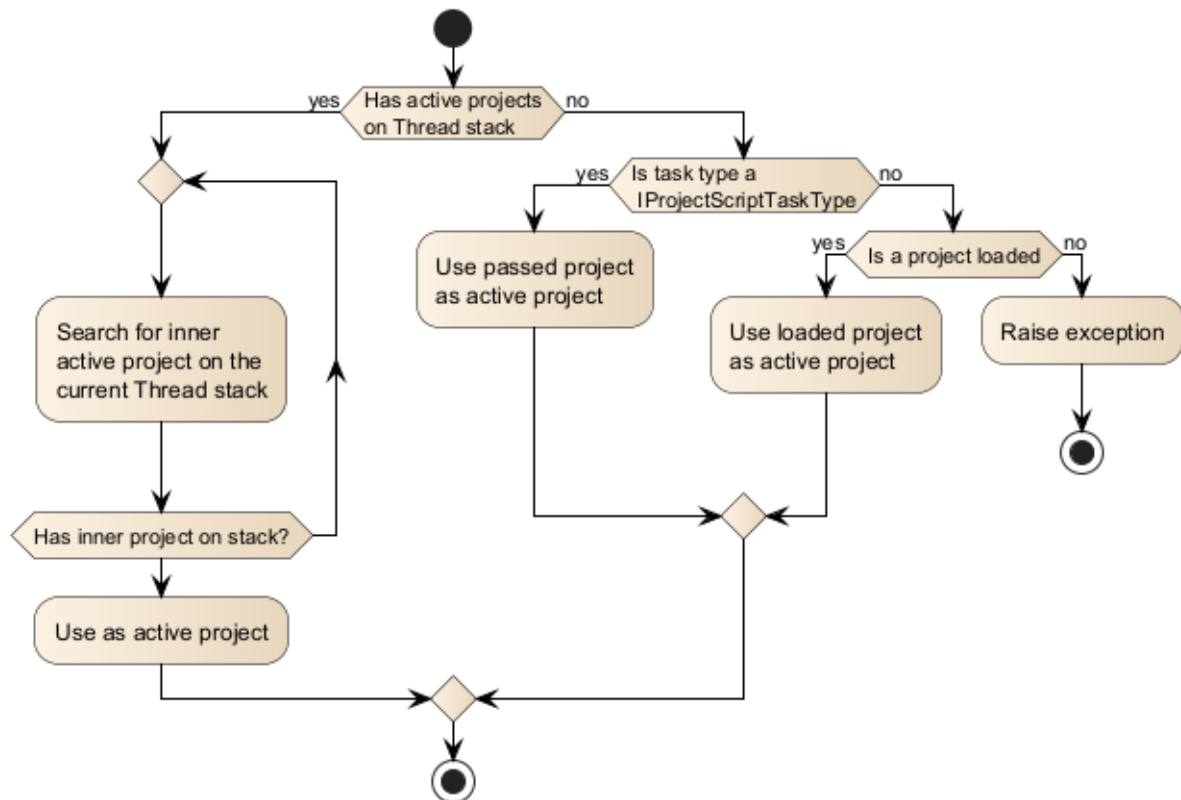 yes
Has active projects
on Thread stack
no
yes
Is task type a
IProjectScriptTaskType
no
Use passed project
as active project
yes
Is a project loaded
no
Search for inner
active project on the
current Thread stack
Use loaded project
as active project
Raise exception
Has inner project on stack?
Use as active project